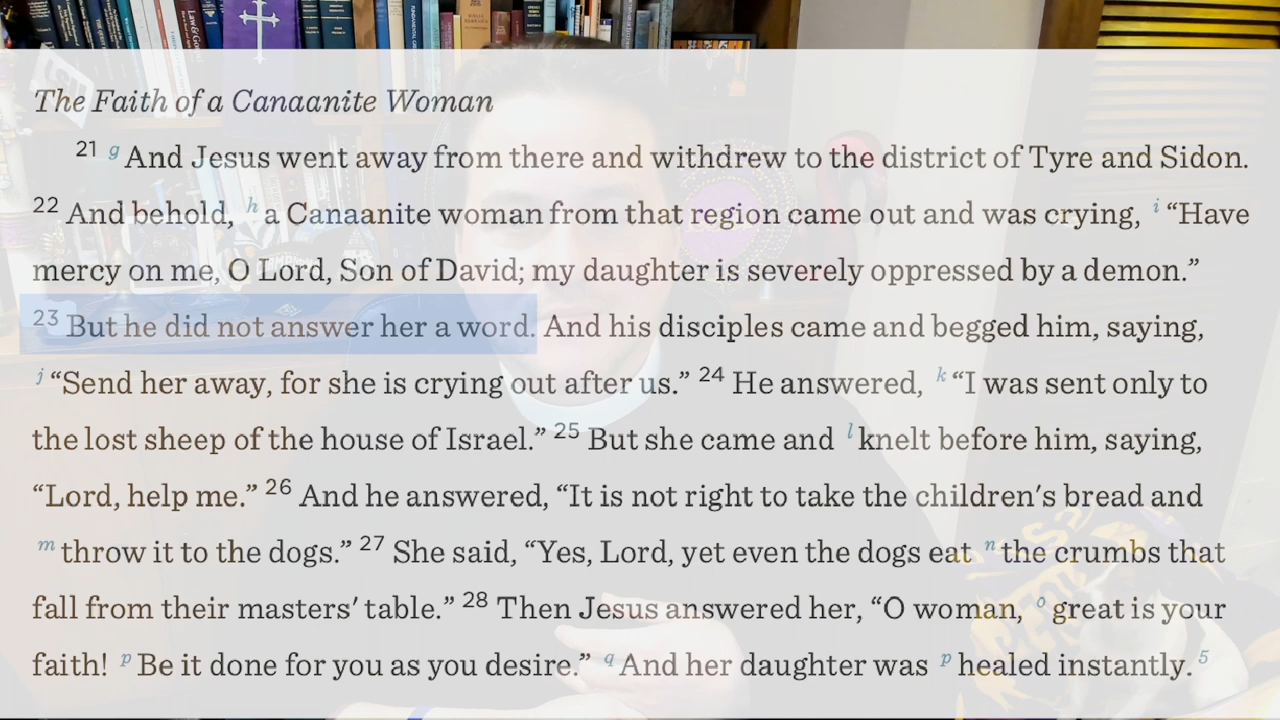 The Faith of a Canaanite Woman
21 g And Jesus went away from there and withdrew to the district of Tyre and Sidon.
22 And behold, h a Canaanite woman from that region came out and was crying, i “Have
mercy on me, O Lord, Son of David; my daughter is severely oppressed by a demon.”
23 But he did not answer her a word. And his disciples came and begged him, saying,
j “Send her away, for she is crying out after us.” 24 He answered, k “I was sent only to
the lost sheep of the house of Israel.” 25 But she came and l knelt before him, saying,
“Lord, help me.” 26 And he answered, “It is not right to take the children's bread and
m throw it to the dogs.” 27 She said, “Yes, Lord, yet even the dogs eat n the crumbs that
fall from their masters' table.” 28 Then Jesus answered her, “O woman, o great is your
faith! p Be it done for you as you desire.” q And her daughter was p healed instantly. 5